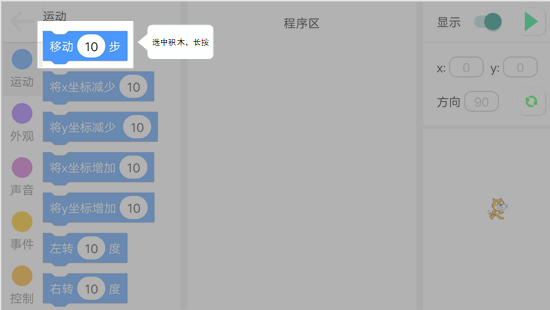 运动
程序区
显示
移动 10 步
选中积木，长按
运动
将x坐标减少 10
x: 0 y: 0
外观
将y坐标减少 10
方向 90
声音
将x坐标增加 10
将y坐标增加 10
事件
左转 10 度
控制
右转 10 度